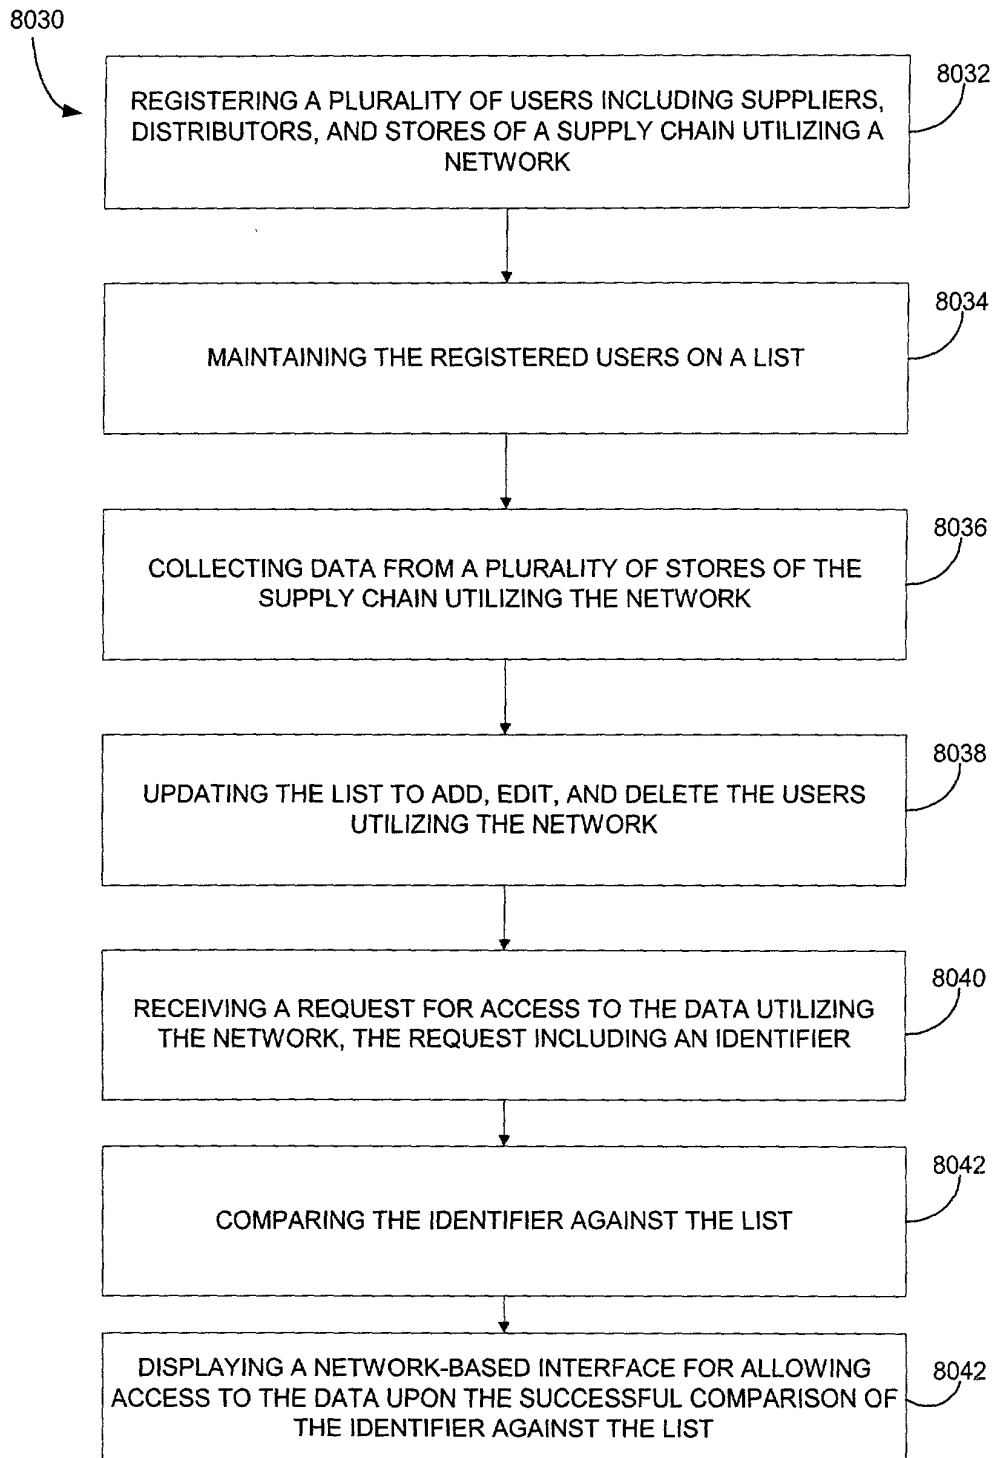 8030
8032
REGISTERING A PLURALITY OF USERS INCLUDING SUPPLIERS,
DISTRIBUTORS, AND STORES OF A SUPPLY CHAIN UTILIZING A
NETWORK
8034
MAINTAINING THE REGISTERED USERS ON A LIST
8036
COLLECTING DATA FROM A PLURALITY OF STORES OF THE
SUPPLY CHAIN UTILIZING THE NETWORK
8038
UPDATING THE LIST TO ADD, EDIT, AND DELETE THE USERS
UTILIZING THE NETWORK
8040
RECEIVING A REQUEST FOR ACCESS TO THE DATA UTILIZING
THE NETWORK, THE REQUEST INCLUDING AN IDENTIFIER
8042
COMPARING THE IDENTIFIER AGAINST THE LIST
8042
DISPLAYING A NETWORK-BASED INTERFACE FOR ALLOWING
ACCESS TO THE DATA UPON THE SUCCESSFUL COMPARISON OF
THE IDENTIFIER AGAINST THE LIST